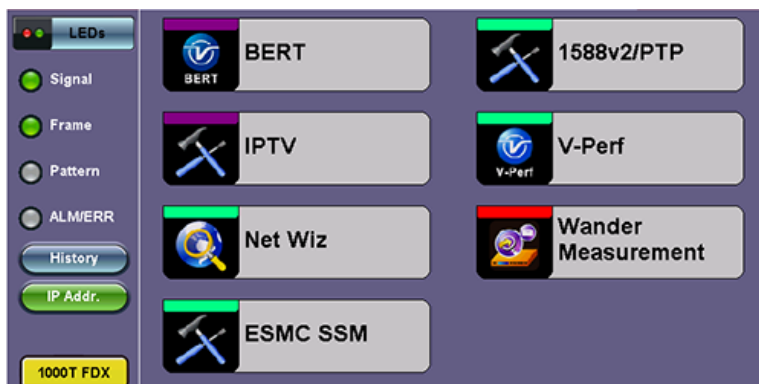 LEDs
Signal
Frame
Pattern
ALM/ERR
History
IP Addr.
1000T FDX
BERT
BERT
1588v2/PTP
IPTV
V-Perf
V-Perf
Net Wiz
Wander
Measurement
ESMC SSM